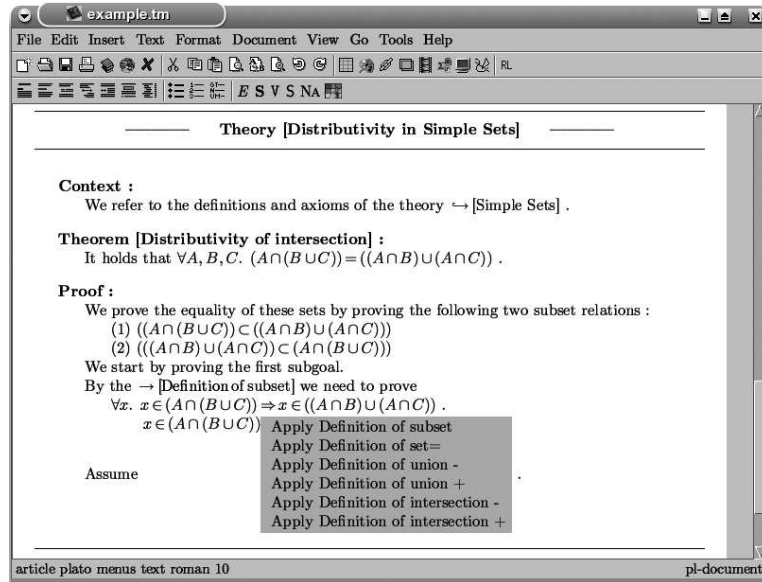 example.tm
File Edit Insert Text Format Document View Go Tools Help
RL
E S V S NA
Theory [Distributivity in Simple Sets]
Context :
We refer to the definitions and axioms of the theory ↪ [Simple Sets] .
Theorem [Distributivity of intersection] :
It holds that ∀A, B, C. (A∩(B∪C))=((A∩B)∪(A∩C)) .
Proof :
We prove the equality of these sets by proving the following two subset relations :
(1) ((A∩(B∪C))⊂((A∩B)∪(A∩C)))
(2) (((A∩B)∪(A∩C))⊂(A∩(B∪C)))
We start by proving the first subgoal.
By the → [Definition of subset] we need to prove
∀x. x∈(A∩(B∪C))⇒x∈((A∩B)∪(A∩C)) .
x∈(A∩(B∪C))
Apply Definition of subset
Apply Definition of set=
Apply Definition of union -
Assume .
Apply Definition of union +
Apply Definition of intersection -
Apply Definition of intersection +
article plato menus text roman 10 pl-document